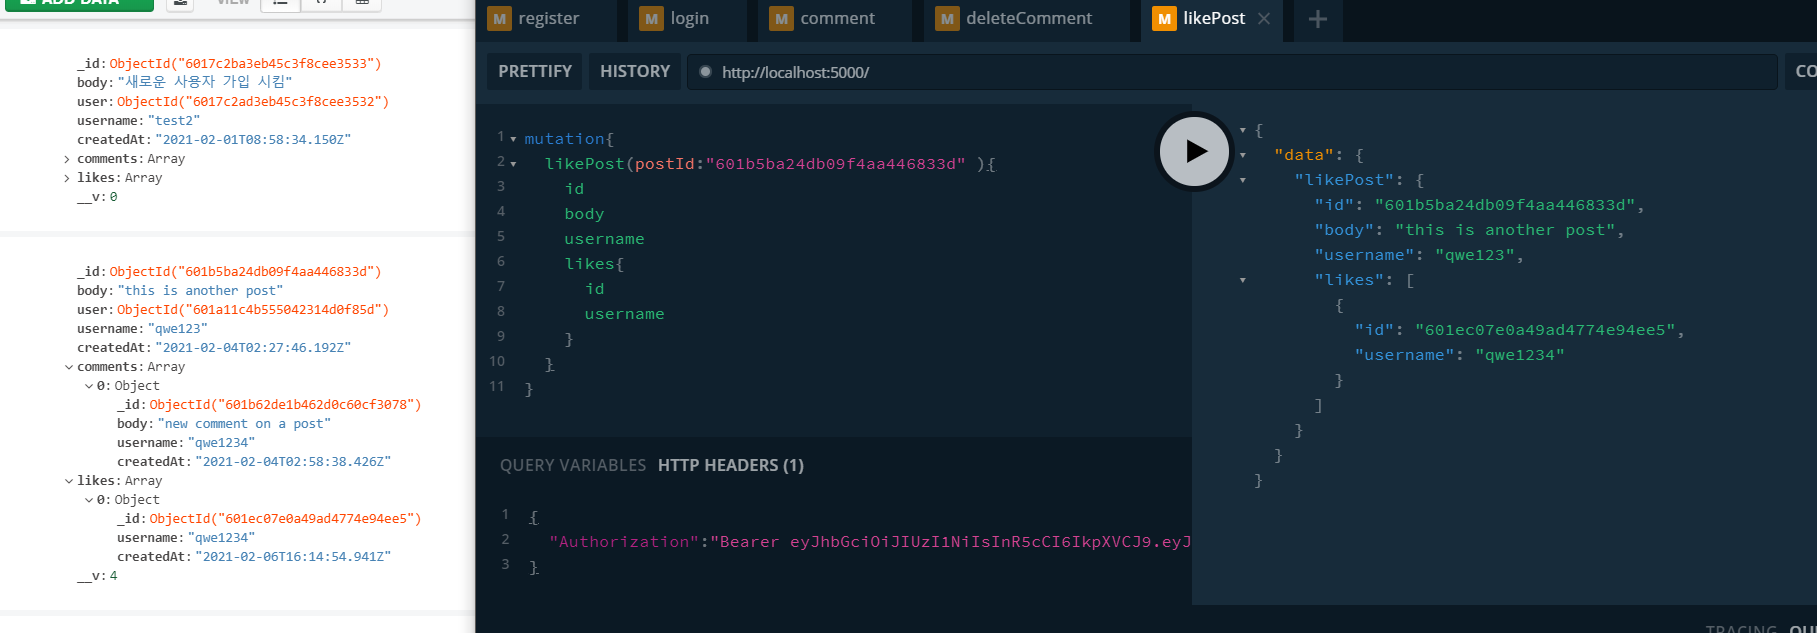 ADD DATA
VIEW
_id: ObjectId("6017c2ba3eb45c3f8cee3533")
body: "새로운 사용자 가입 시킴"
user: ObjectId("6017c2ad3eb45c3f8cee3532")
username: "test2"
createdAt: "2021-02-01T08:58:34.150Z"
comments: Array
likes: Array
__v: 0
_id: ObjectId("601b5ba24db09f4aa446833d")
body: "this is another post"
user: ObjectId("601a11c4b555042314d0f85d")
username: "qwe123"
createdAt: "2021-02-04T02:27:46.192Z"
comments: Array
0: Object
_id: ObjectId("601b62de1b462d0c60cf3078")
body: "new comment on a post"
username: "qwe1234"
createdAt: "2021-02-04T02:58:38.426Z"
likes: Array
0: Object
_id: ObjectId("601ec07e0a49ad4774e94ee5")
username: "qwe1234"
createdAt: "2021-02-06T16:14:54.941Z"
__v: 4
M register
M login
M comment
M deleteComment
M likePost
PRETTIFY
HISTORY
http://localhost:5000/
CO
1 mutation{
2 likePost(postId:"601b5ba24db09f4aa446833d" ){
3 id
4 body
5 username
6 likes{
7 id
8 username
9 }
10 }
11 }
QUERY VARIABLES HTTP HEADERS (1)
1 {
2 "Authorization":"Bearer eyJhbGciOiJIUzI1NiIsInR5cCI6IkpXVCJ9.eyJ
3 }
{
"data": {
"likePost": {
"id": "601b5ba24db09f4aa446833d",
"body": "this is another post",
"username": "qwe123",
"likes": [
{
"id": "601ec07e0a49ad4774e94ee5",
"username": "qwe1234"
}
]
}
}
}
TRACING QU